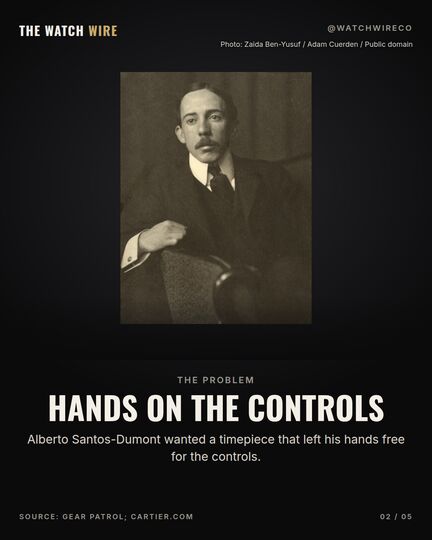 THE WATCH WIRE
@WATCHWIRECO
Photo: Zaida Ben-Yusuf / Adam Cuerden / Public domain
THE PROBLEM
HANDS ON THE CONTROLS
Alberto Santos-Dumont wanted a timepiece that left his hands free
for the controls.
SOURCE: GEAR PATROL; CARTIER.COM
02 / 05